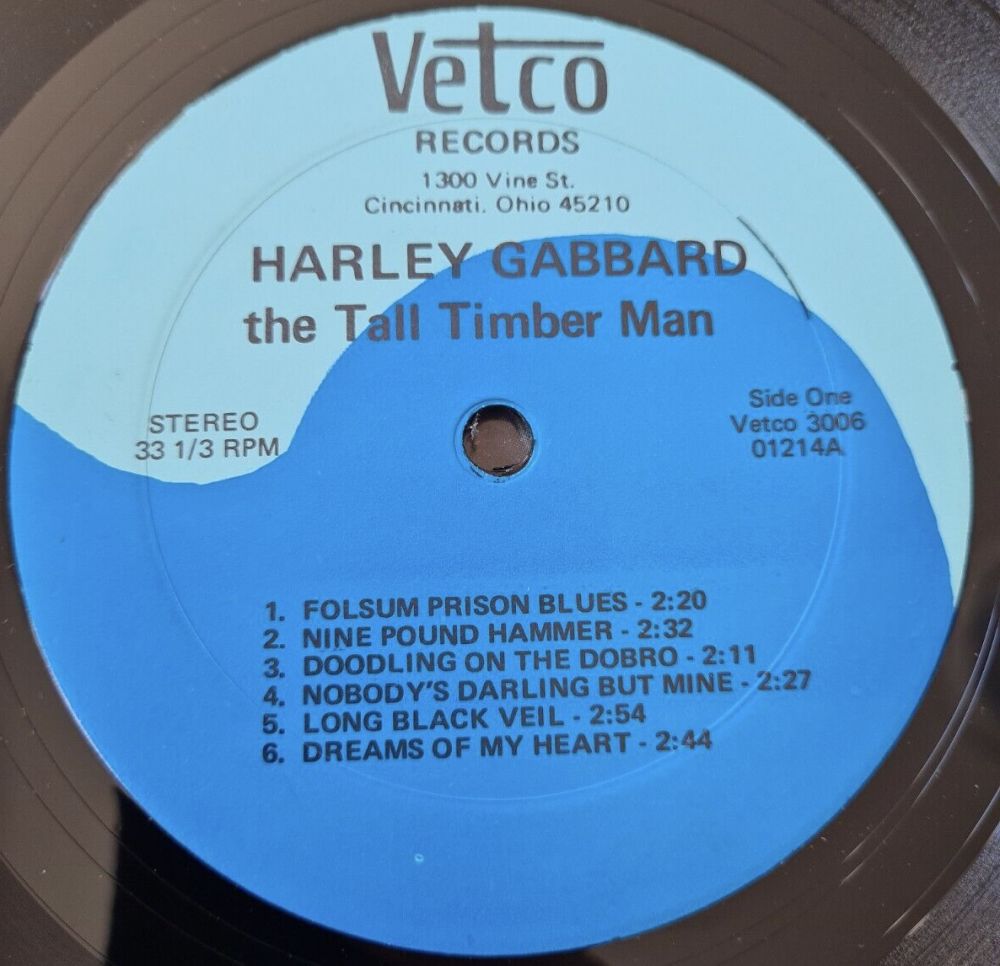 Vetco
RECORDS
1300 Vine St.
Cincinnati, Ohio 45210
HARLEY GABBARD
the Tall Timber Man
STEREO
33 1/3 RPM
Side One
Vetco 3006
01214A
1. FOLSUM PRISON BLUES - 2:20
2. NINE POUND HAMMER - 2:32
3. DOODLING ON THE DOBRO - 2:11
4. NOBODY'S DARLING BUT MINE - 2:27
5. LONG BLACK VEIL - 2:54
6. DREAMS OF MY HEART - 2:44